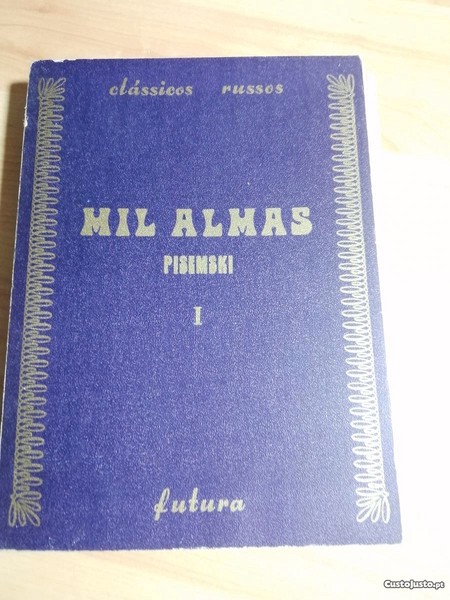 clássicos russos
MIL ALMAS
PISEMSKI
I
futura
CustoJusto.pt